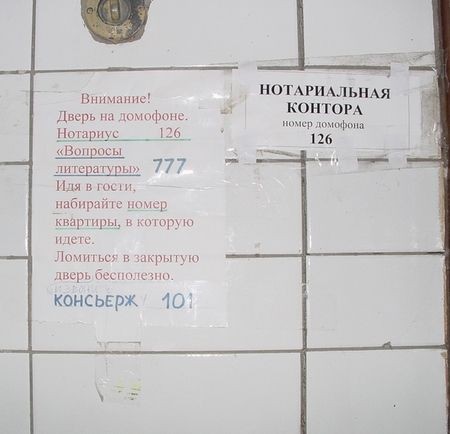 Внимание!
Дверь на домофоне.
Нотариус 126
«Вопросы
литературы» 777
Идя в гости,
набирайте номер
квартиры, в которую
идете.
Ломиться в закрытую
дверь бесполезно.
КОНСЬЕРЖ 101
НОТАРИАЛЬНАЯ
КОНТОРА
номер домофона
126